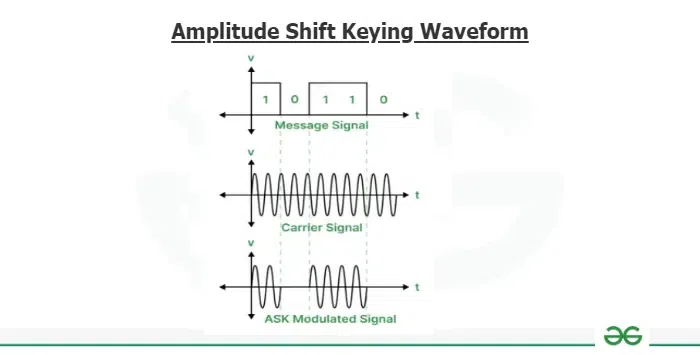 Amplitude Shift Keying Waveform
v
1 0 1 1 0
t
Message Signal
v
t
Carrier Signal
v
t
ASK Modulated Signal